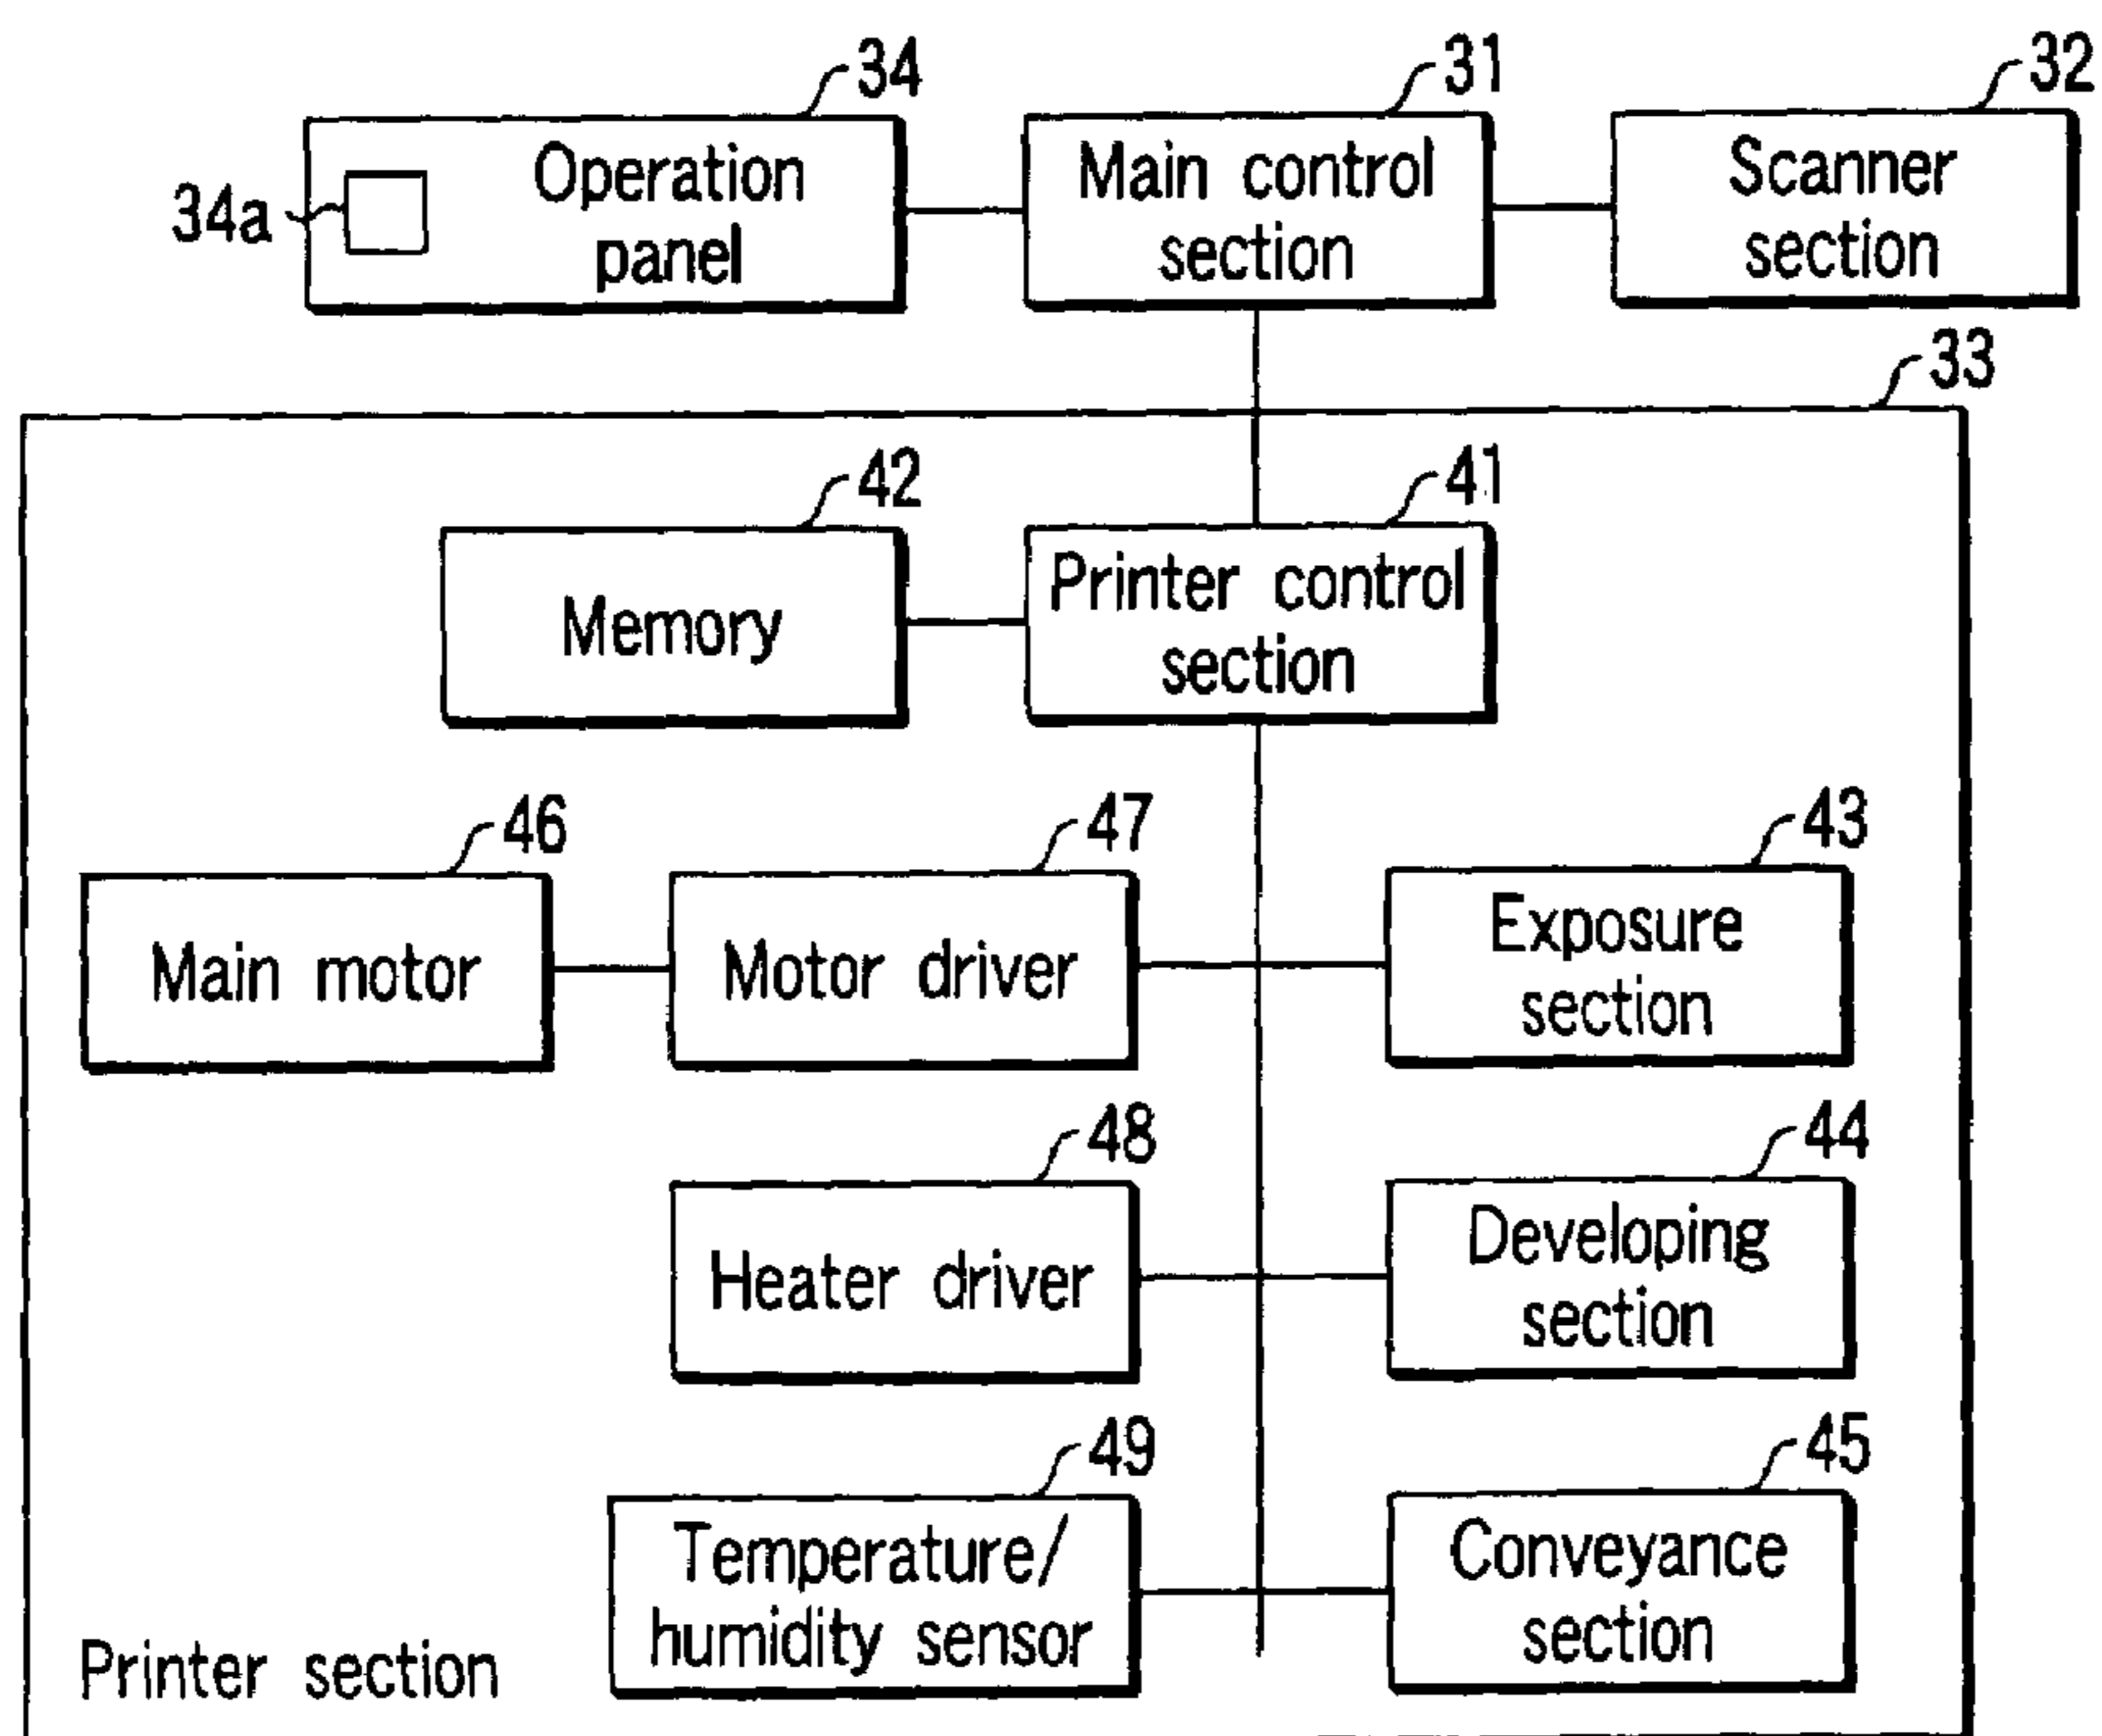 34
31
32
34a
Operation
panel
Main control
section
Scanner
section
33
42
41
Memory
Printer control
section
46
47
43
Main motor
Motor driver
Exposure
section
48
44
Heater driver
Developing
section
49
45
Temperature/
humidity sensor
Conveyance
section
Printer section